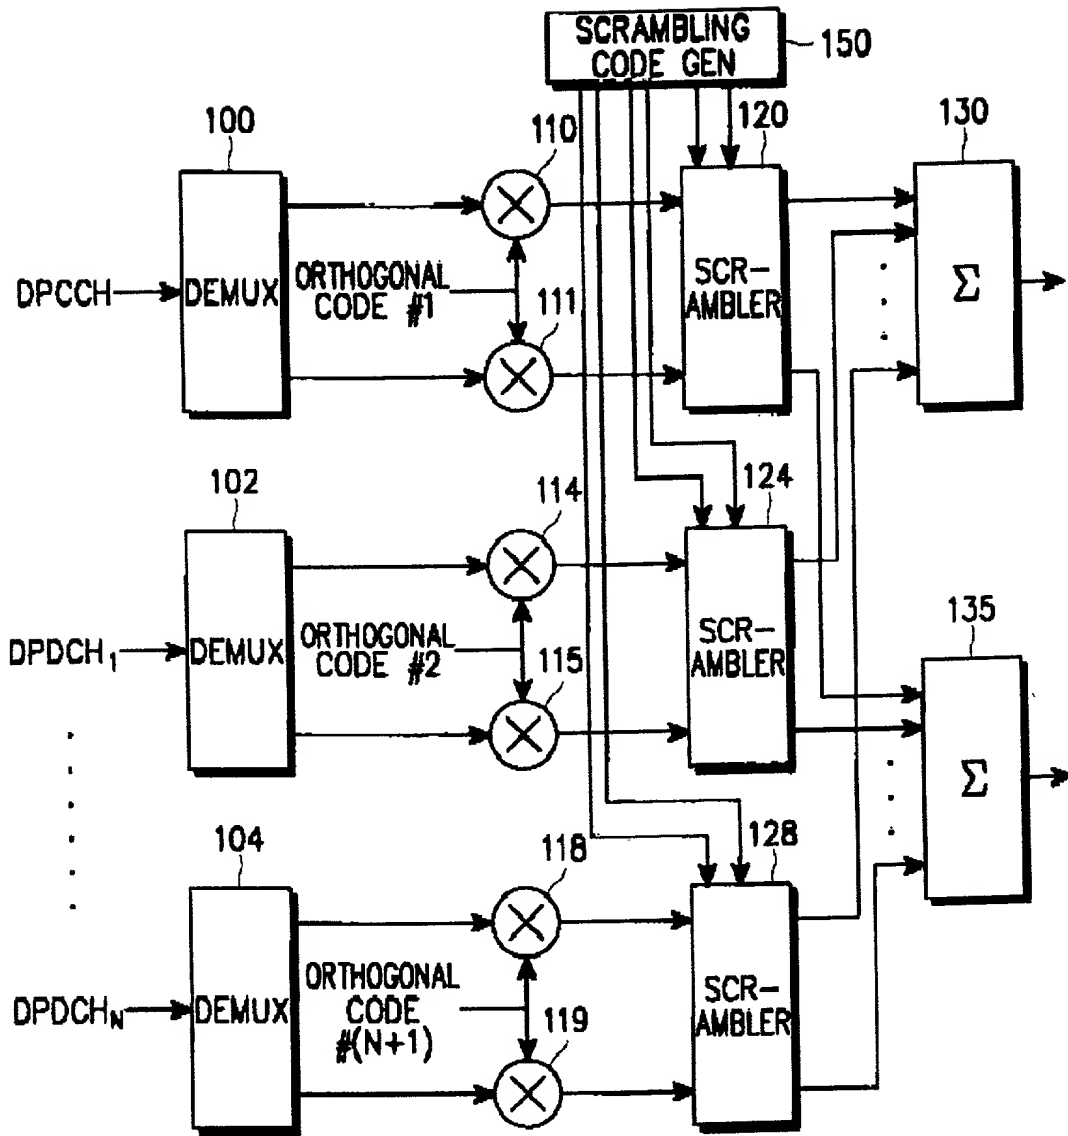 SCRAMBLING
CODE GEN
150
100
110
120
130
DPCCH
DEMUX
ORTHOGONAL
CODE #1
111
SCR-
AMBLER
Σ
102
114
124
DPDCH1
DEMUX
ORTHOGONAL
CODE #2
115
SCR-
AMBLER
135
Σ
104
118
128
DPDCHN
DEMUX
ORTHOGONAL
CODE
#(N+1)
119
SCR-
AMBLER